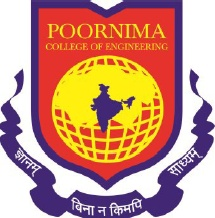 POORNIMA
COLLEGE OF ENGINEERING
ज्ञानम् विना न किमपि साध्यम्